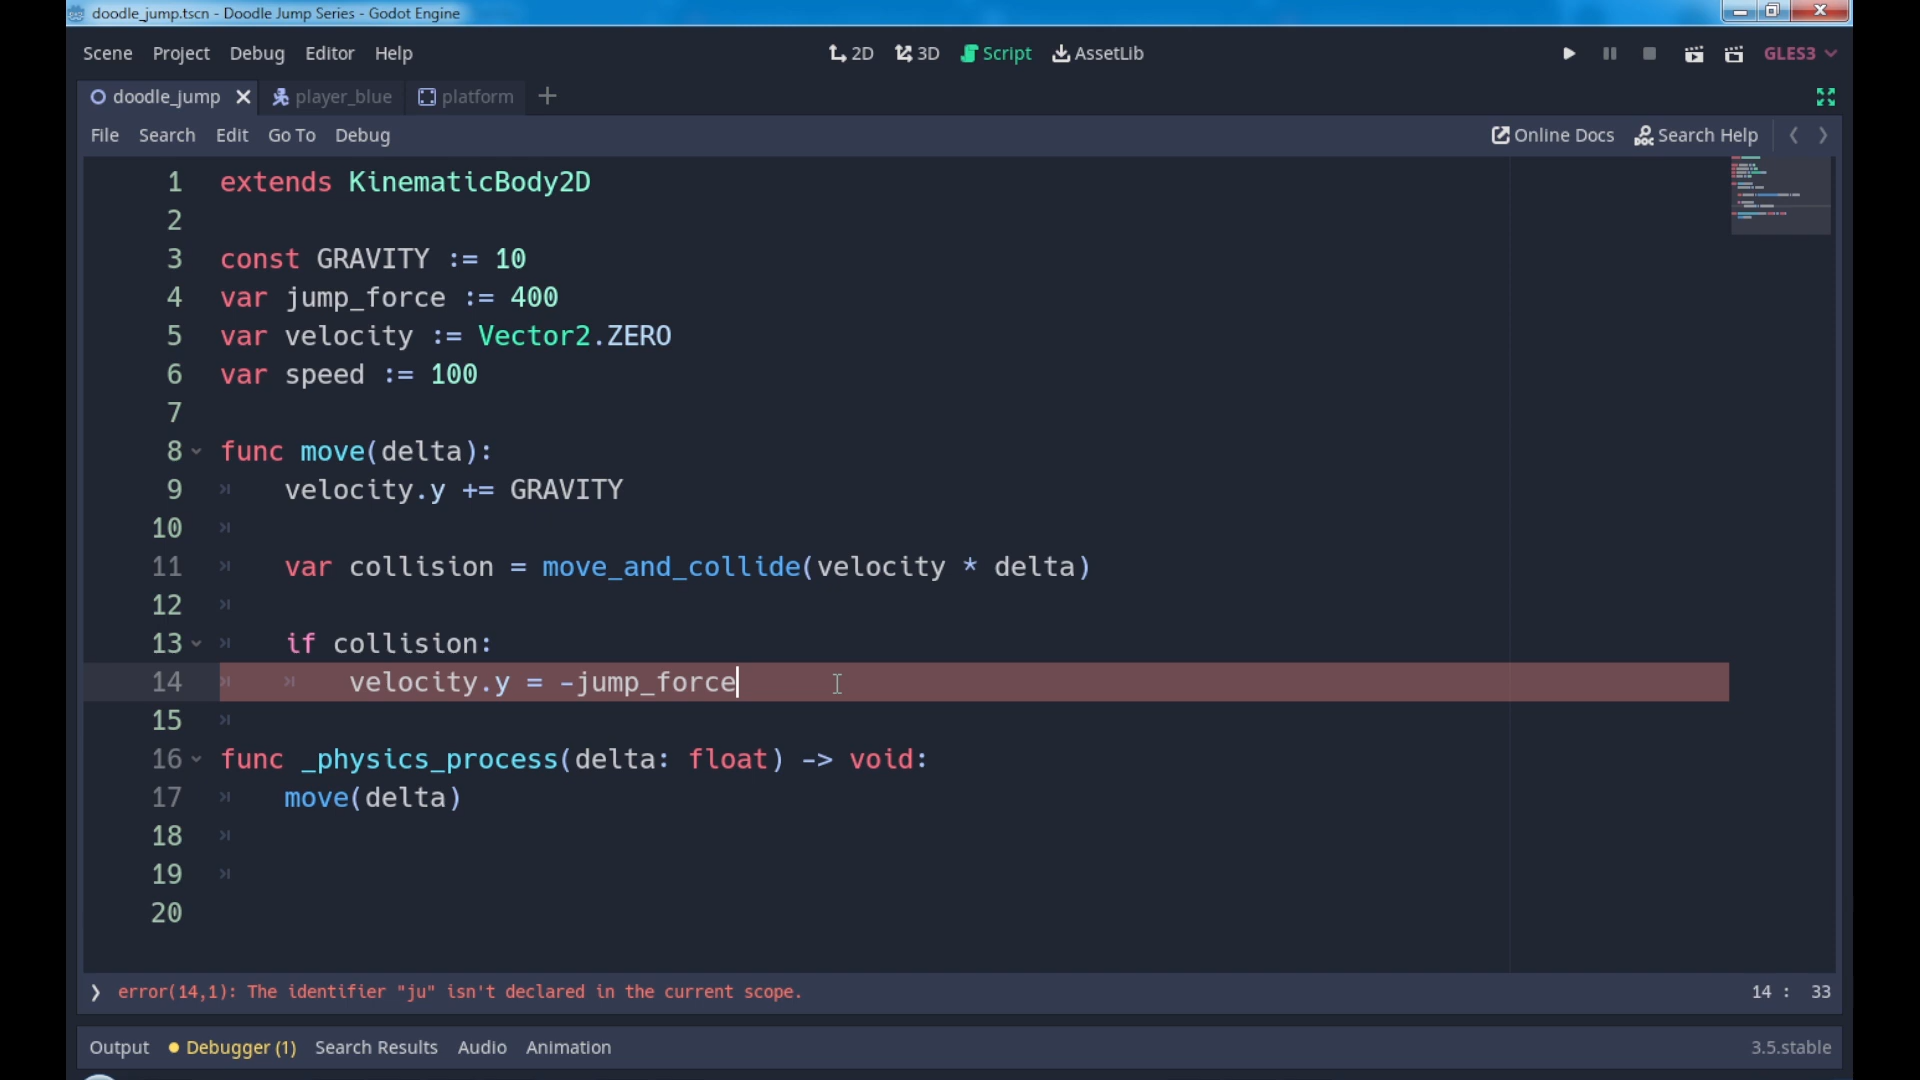 doodle_jump.tscn - Doodle Jump Series - Godot Engine
Scene Project Debug Editor Help 2D 3D Script AssetLib GLES3
doodle_jump player_blue platform
File Search Edit Go To Debug Online Docs Search Help
1 extends KinematicBody2D
2
3 const GRAVITY := 10
4 var jump_force := 400
5 var velocity := Vector2.ZERO
6 var speed := 100
7
8 func move(delta):
9 velocity.y += GRAVITY
10
11 var collision = move_and_collide(velocity * delta)
12
13 if collision:
14 velocity.y = -jump_force
15
16 func _physics_process(delta: float) -> void:
17 move(delta)
18
19
20
error(14,1): The identifier "ju" isn't declared in the current scope. 14 : 33
Output Debugger (1) Search Results Audio Animation 3.5.stable